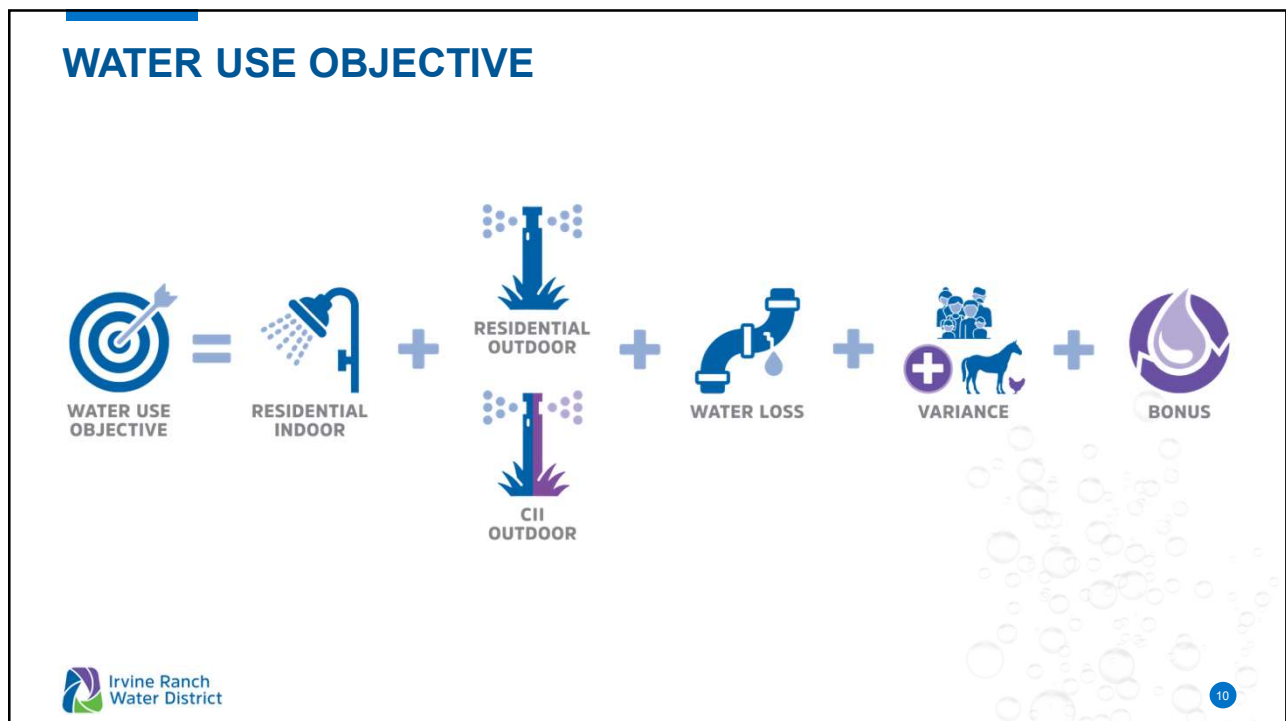 WATER USE OBJECTIVE
WATER USE
OBJECTIVE
RESIDENTIAL
INDOOR
RESIDENTIAL
OUTDOOR
CII
OUTDOOR
WATER LOSS
VARIANCE
BONUS
Irvine Ranch
Water District
10